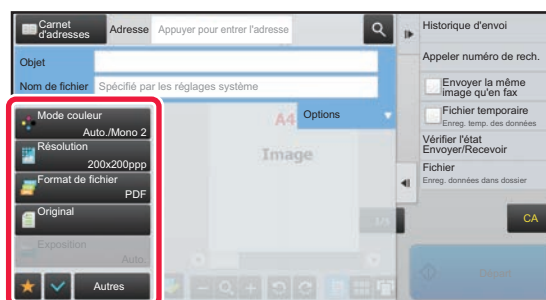 Carnet
d'adresses
Adresse
Appuyer pour entrer l'adresse
Objet
Nom de fichier
Spécifié par les réglages système
Mode couleur
Auto./Mono 2
Résolution
200x200ppp
Format de fichier
PDF
Original
Exposition
Auto.
Autres
A4
Options
Image
1/5
Historique d'envoi
Appeler numéro de rech.
Envoyer la même
image qu'en fax
Fichier temporaire
Enreg. temp. des données
Vérifier l'état
Envoyer/Recevoir
Fichier
Enreg. données dans dossier
CA
Départ